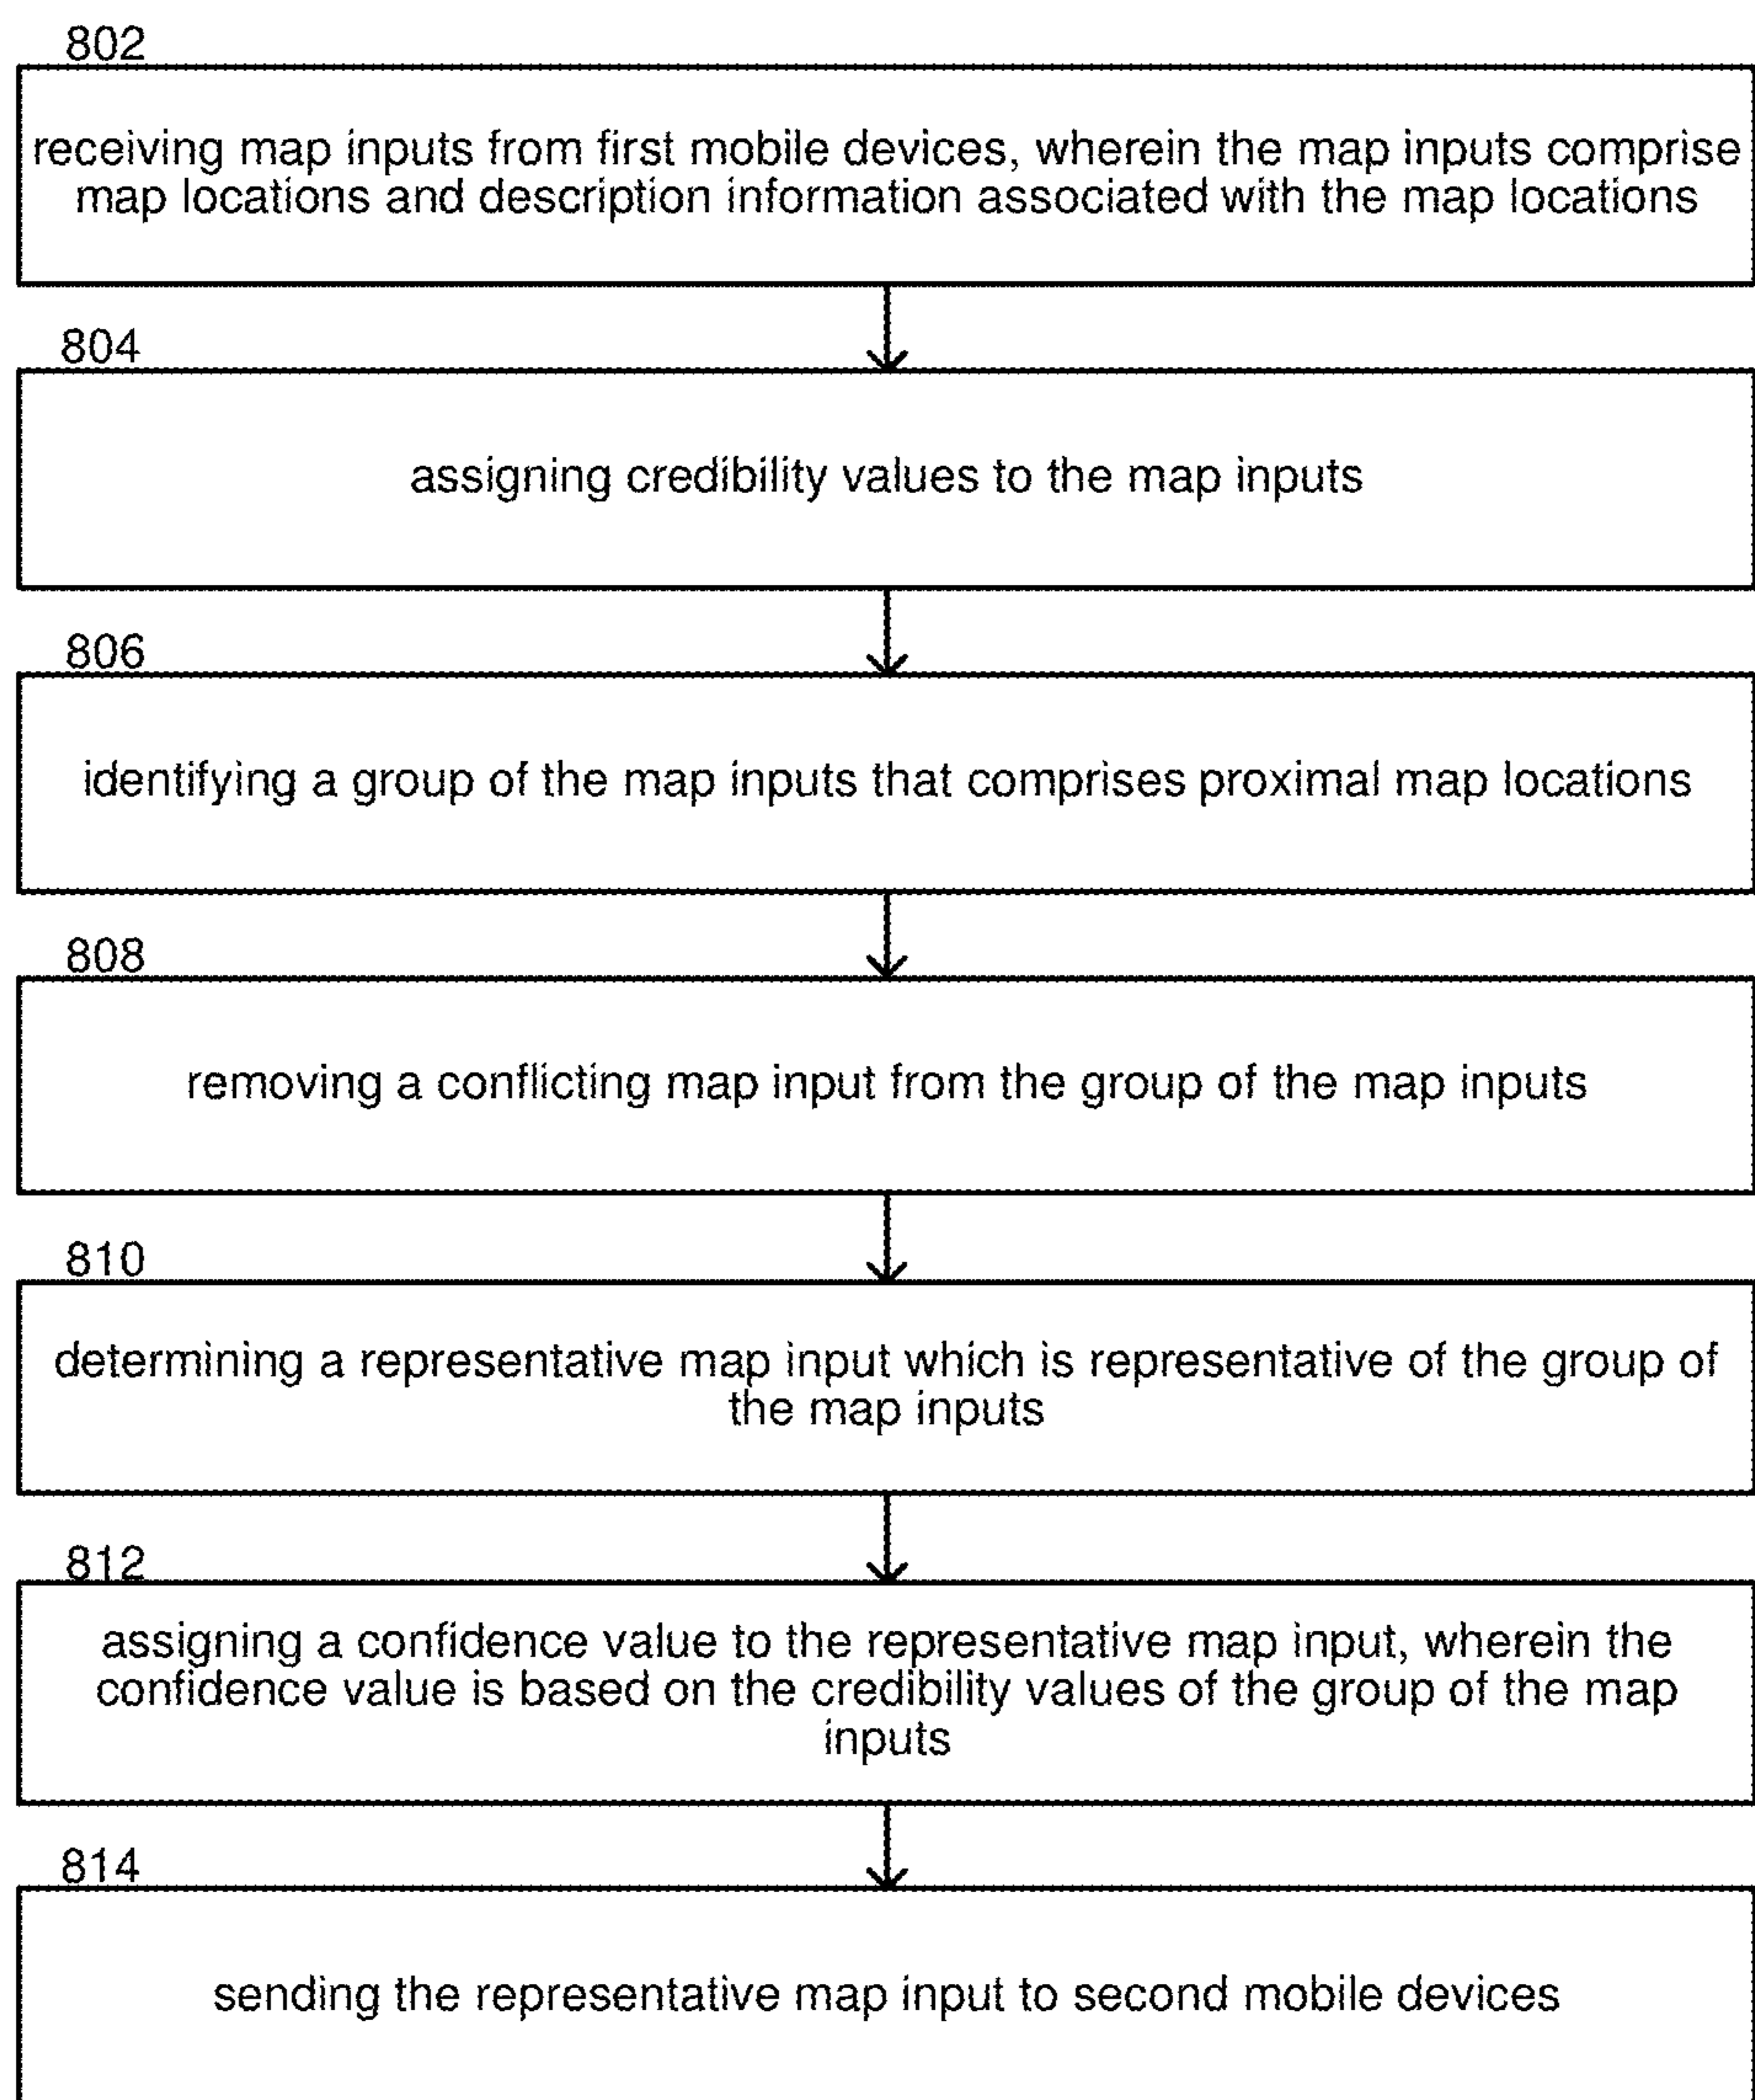 802
receiving map inputs from first mobile devices, wherein the map inputs comprise
map locations and description information associated with the map locations
804
assigning credibility values to the map inputs
806
identifying a group of the map inputs that comprises proximal map locations
808
removing a conflicting map input from the group of the map inputs
810
determining a representative map input which is representative of the group of
the map inputs
812
assigning a confidence value to the representative map input, wherein the
confidence value is based on the credibility values of the group of the map
inputs
814
sending the representative map input to second mobile devices